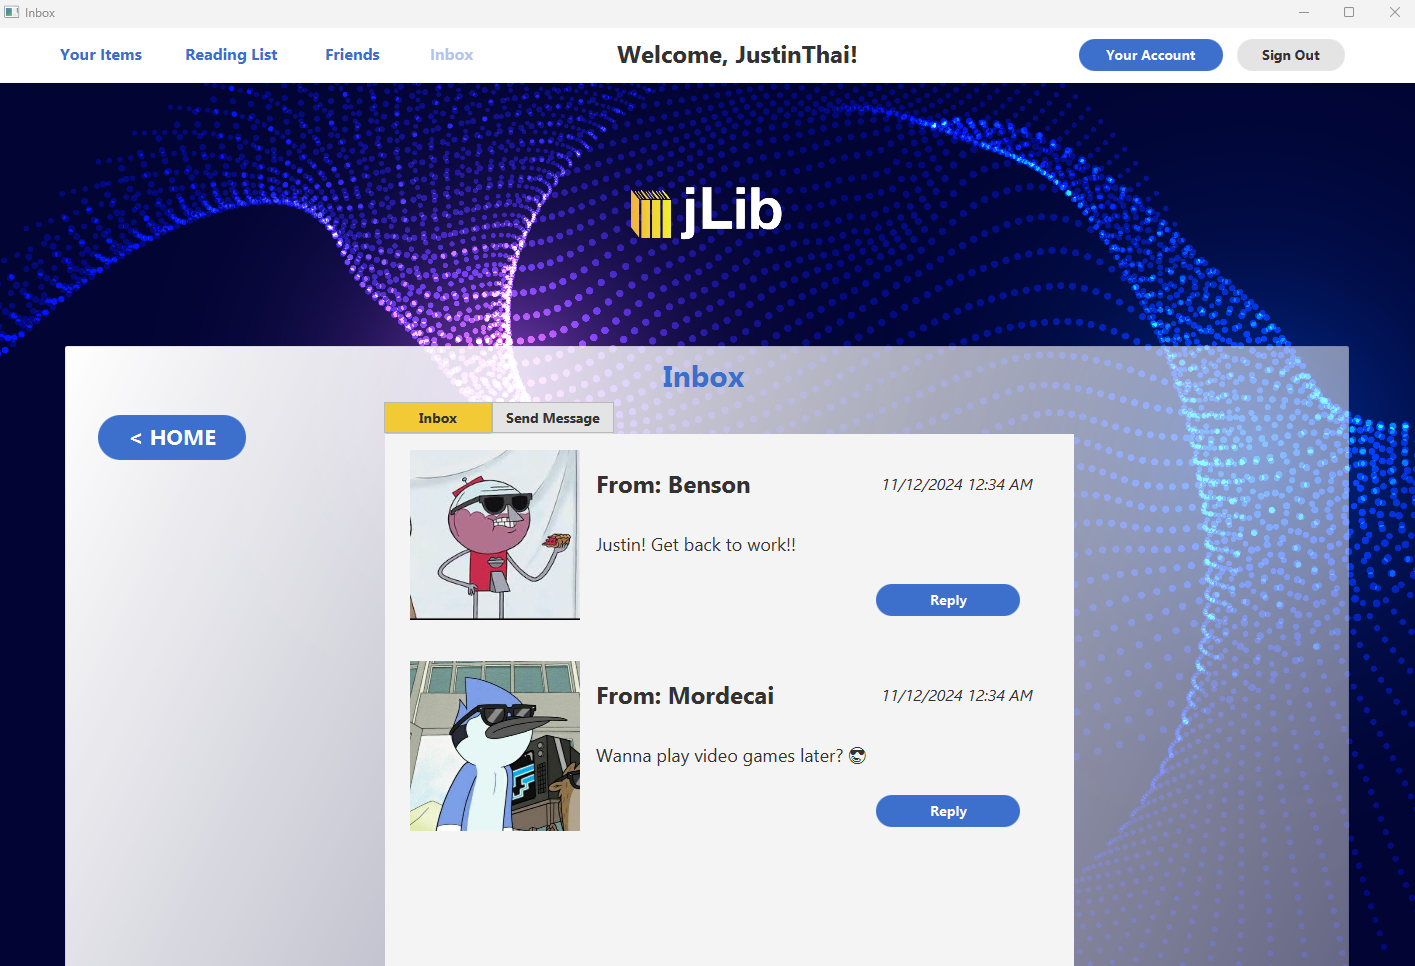 Inbox
Your Items
Reading List
Friends
Inbox
Welcome, JustinThai!
Your Account
Sign Out
jLib
Inbox
< HOME
Inbox
Send Message
From: Benson
11/12/2024 12:34 AM
Justin! Get back to work!!
Reply
From: Mordecai
11/12/2024 12:34 AM
Wanna play video games later? 😎
Reply